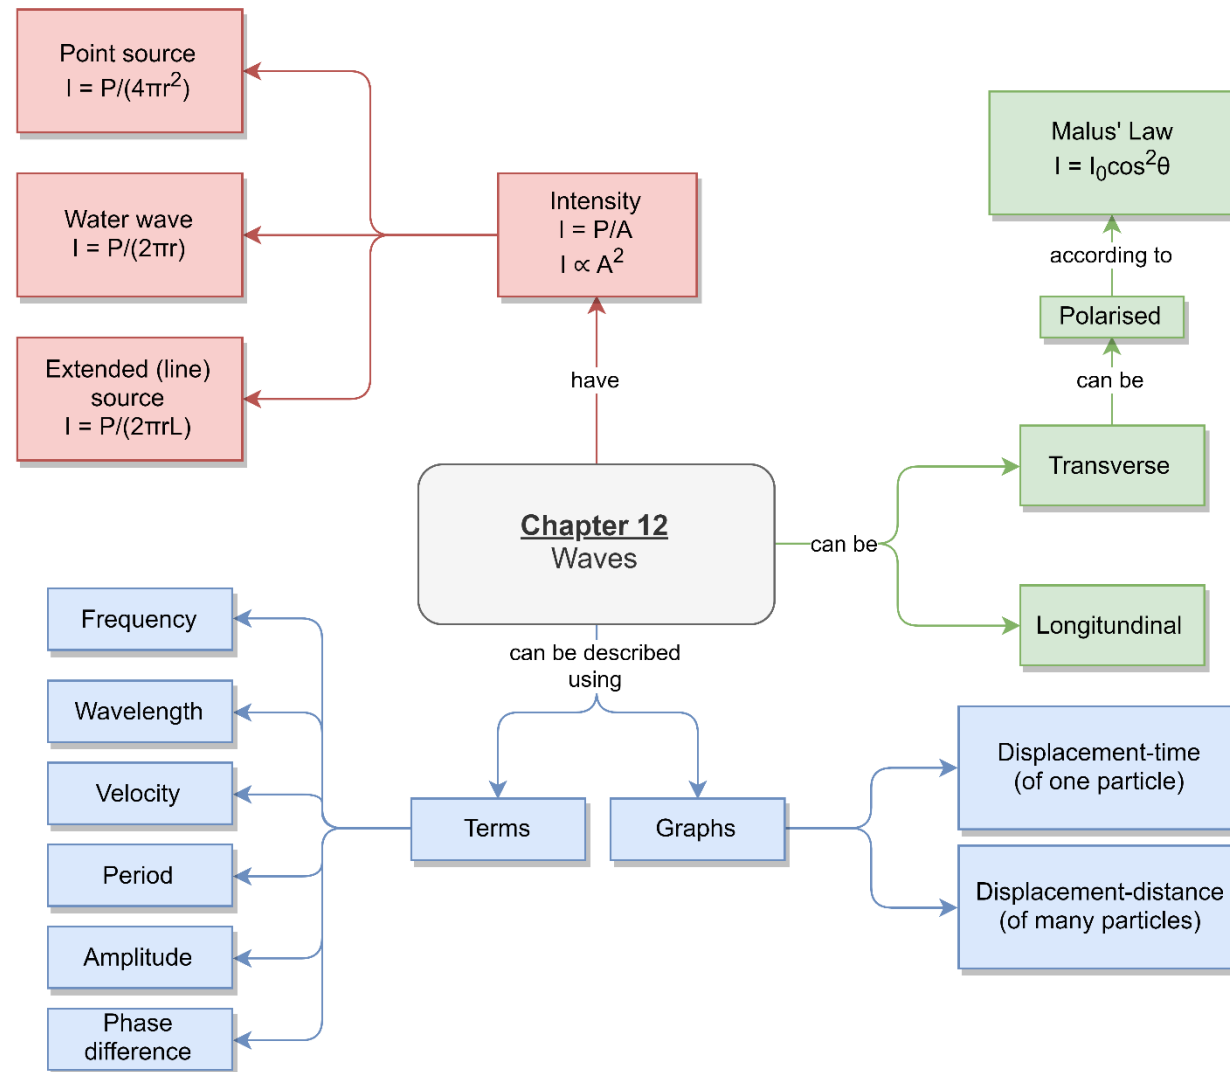 Point source
I = P/(4πr²)
Water wave
I = P/(2πr)
Extended (line)
source
I = P/(2πrL)
Intensity
I = P/A
I ∝ A²
have
Malus' Law
I = I₀cos²θ
according to
Polarised
can be
Transverse
can be
Longitundinal
Chapter 12
Waves
can be described
using
Terms
Graphs
Frequency
Wavelength
Velocity
Period
Amplitude
Phase
difference
Displacement-time
(of one particle)
Displacement-distance
(of many particles)